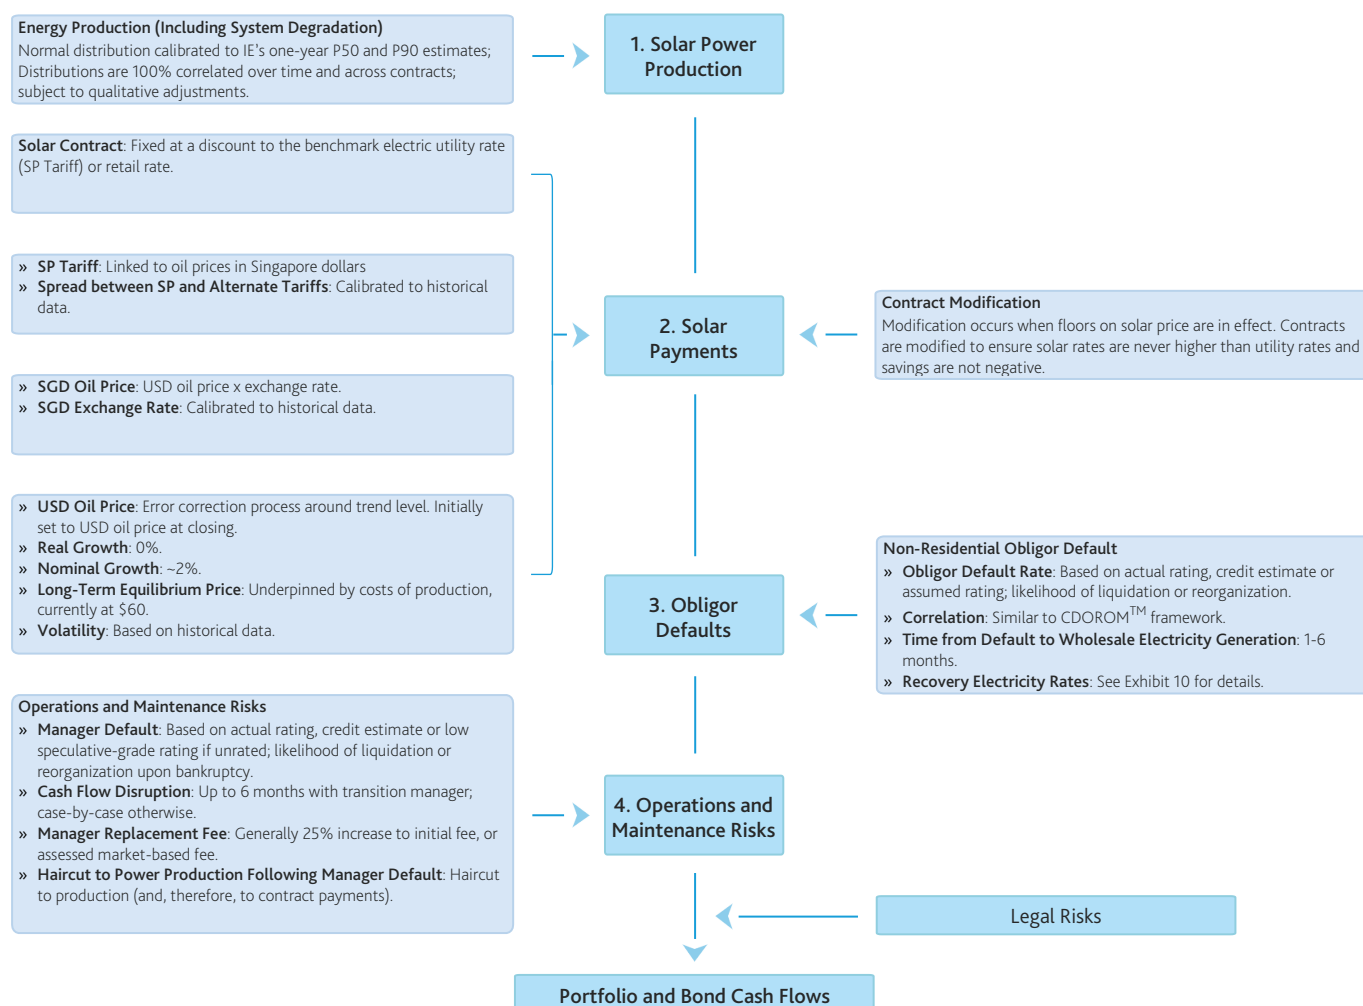 Energy Production (Including System Degradation)
Normal distribution calibrated to IE's one-year P50 and P90 estimates;
Distributions are 100% correlated over time and across contracts;
subject to qualitative adjustments.
1. Solar Power
Production
Solar Contract: Fixed at a discount to the benchmark electric utility rate
(SP Tariff) or retail rate.
» SP Tariff: Linked to oil prices in Singapore dollars
» Spread between SP and Alternate Tariffs: Calibrated to historical
data.
2. Solar
Payments
Contract Modification
Modification occurs when floors on solar price are in effect. Contracts
are modified to ensure solar rates are never higher than utility rates and
savings are not negative.
» SGD Oil Price: USD oil price x exchange rate.
» SGD Exchange Rate: Calibrated to historical data.
» USD Oil Price: Error correction process around trend level. Initially
set to USD oil price at closing.
» Real Growth: 0%.
» Nominal Growth: ~2%.
» Long-Term Equilibrium Price: Underpinned by costs of production,
currently at $60.
» Volatility: Based on historical data.
3. Obligor
Defaults
Non-Residential Obligor Default
» Obligor Default Rate: Based on actual rating, credit estimate or
assumed rating; likelihood of liquidation or reorganization.
» Correlation: Similar to CDOROM™ framework.
» Time from Default to Wholesale Electricity Generation: 1-6
months.
» Recovery Electricity Rates: See Exhibit 10 for details.
Operations and Maintenance Risks
» Manager Default: Based on actual rating, credit estimate or low
speculative-grade rating if unrated; likelihood of liquidation or
reorganization upon bankruptcy.
» Cash Flow Disruption: Up to 6 months with transition manager;
case-by-case otherwise.
» Manager Replacement Fee: Generally 25% increase to initial fee, or
assessed market-based fee.
» Haircut to Power Production Following Manager Default: Haircut
to production (and, therefore, to contract payments).
4. Operations and
Maintenance Risks
Legal Risks
Portfolio and Bond Cash Flows